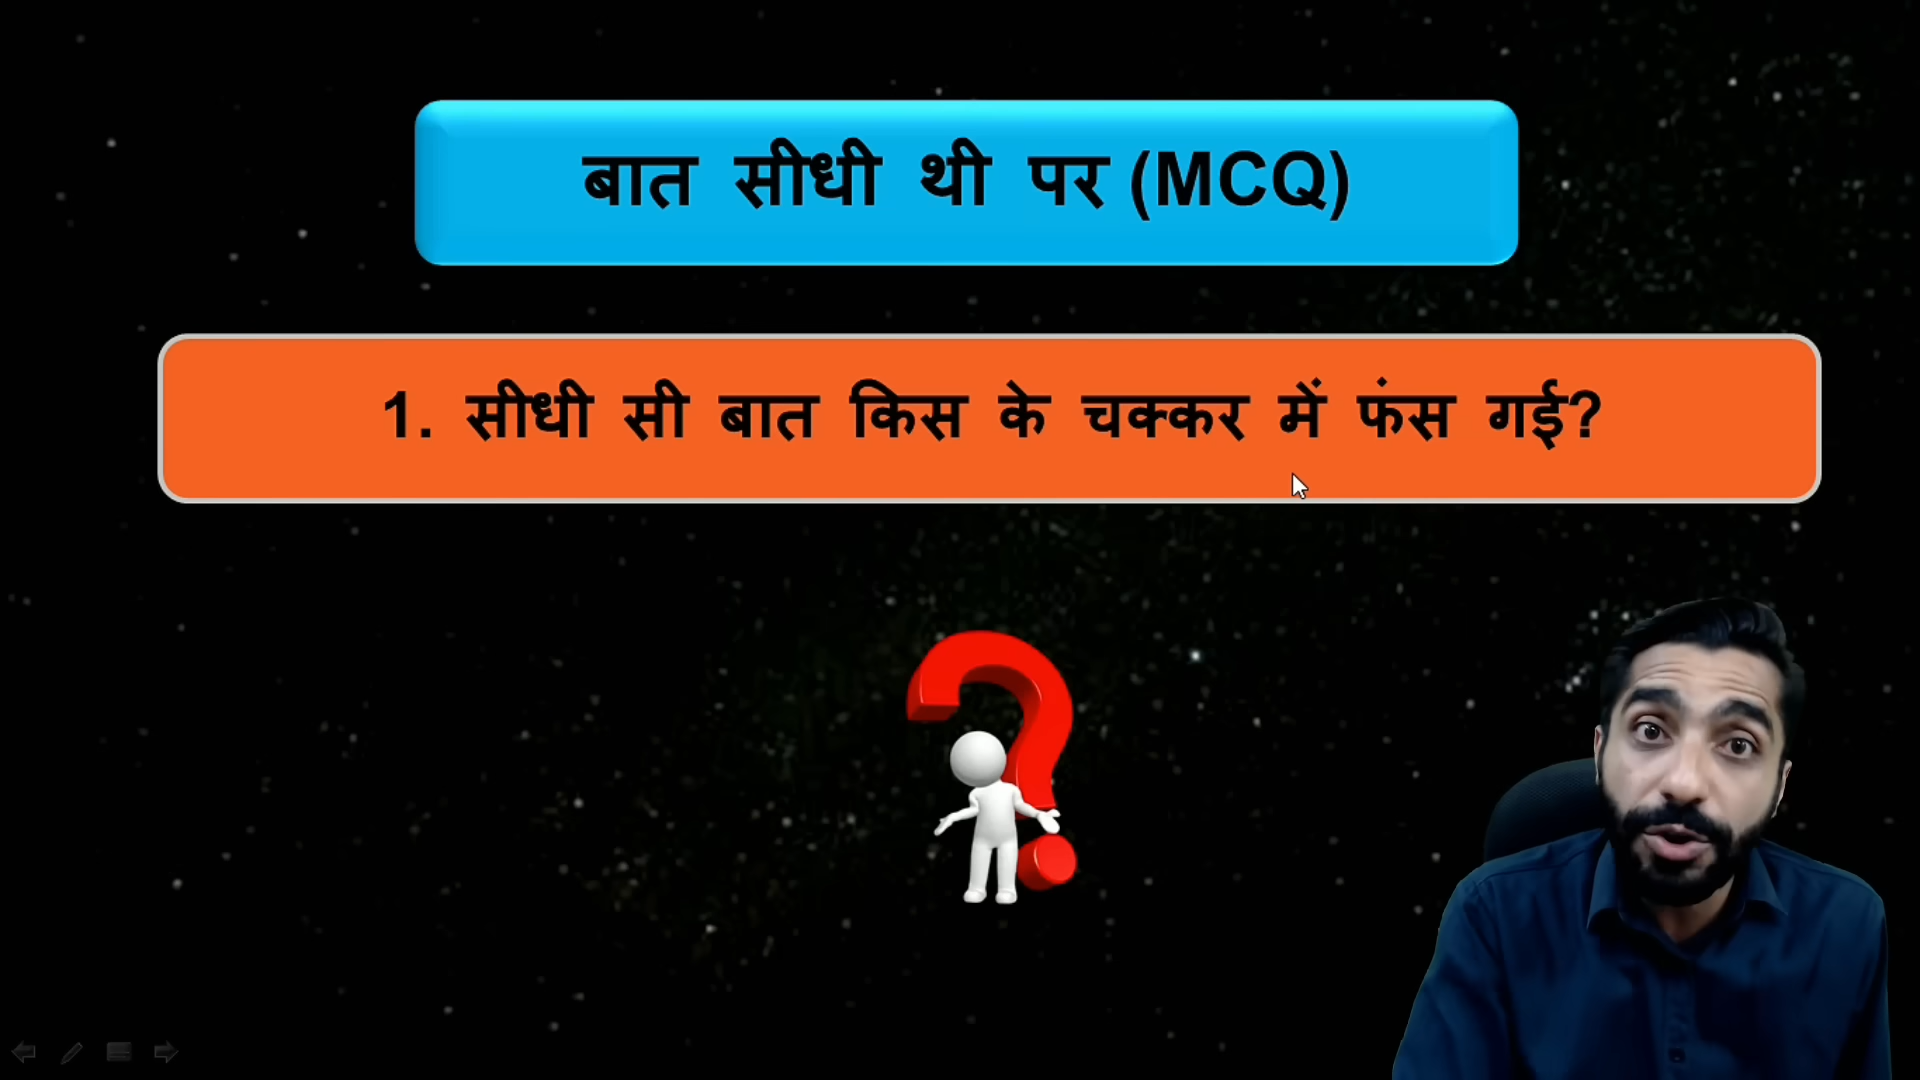 बात सीधी थी पर (MCQ)
1. सीधी सी बात किस के चक्कर में फंस गई?